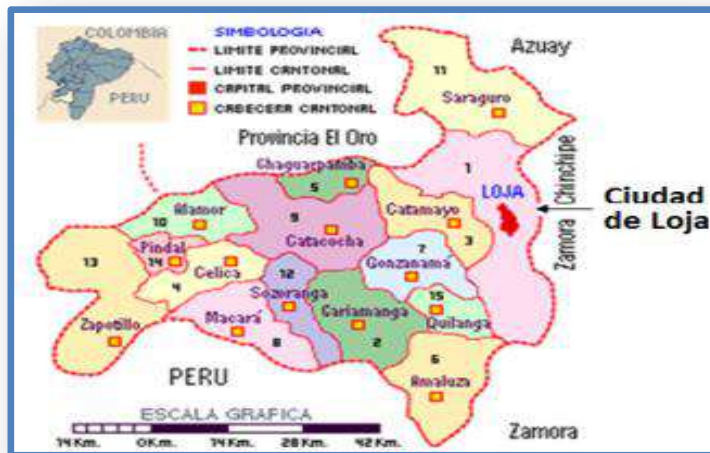 COLOMBIA
PERU
SIMBOLOGIA
LIMITE PROVINCIAL
LIMITE CANTONAL
CAPITAL PROVINCIAL
CABECERA CANTONAL
Azuay
11
Saraguro
Provincia El Oro
Chaguarpamba
5
1
LOJA
Zamora Chinchipe
Ciudad
de Loja
10
Alamor
9
Catacocha
Catamayo
3
13
Pindal
14
Celica
4
12
Sozoranga
7
Gonzanama
15
Quilanga
Zapotillo
Macará
8
Cariamanga
2
6
Amaluza
PERU
ESCALA GRAFICA
14 Km. 0Km. 14 Km. 28 Km. 42 Km.
Zamora